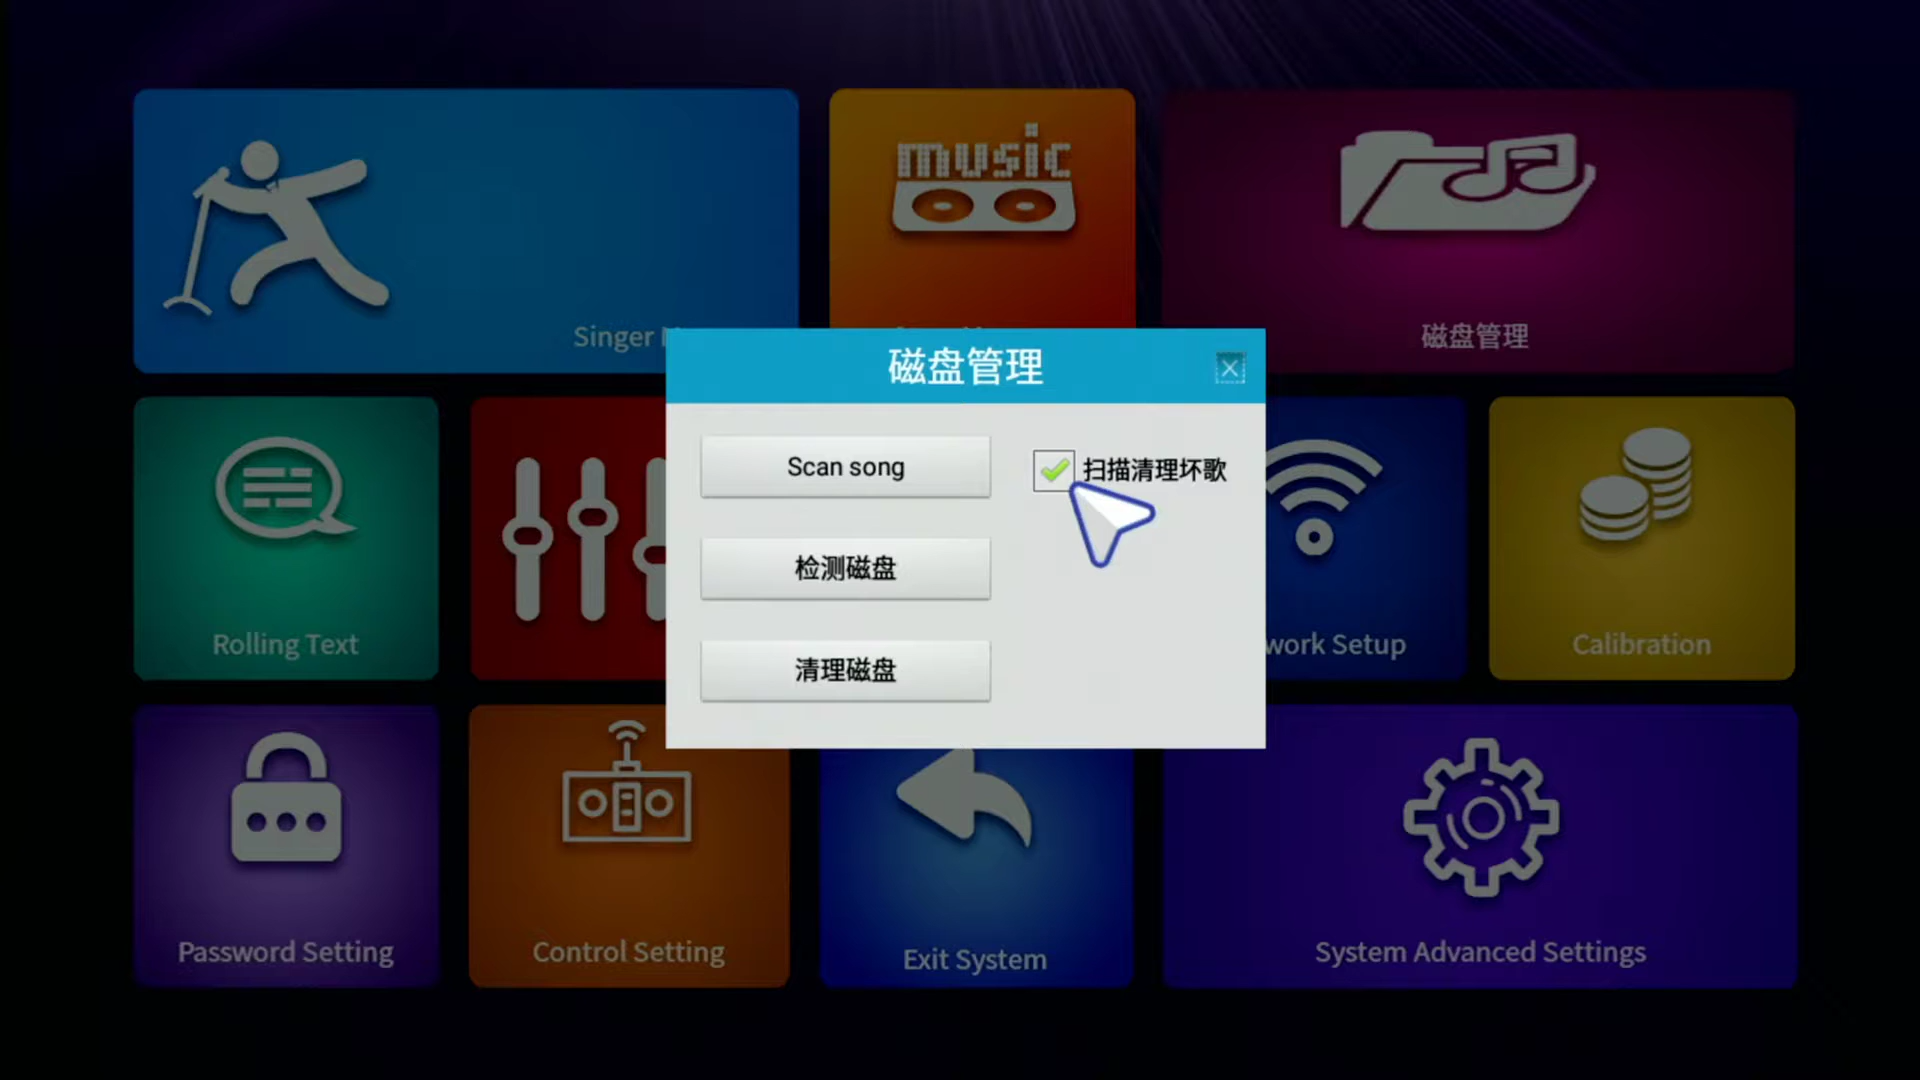 music
Singer
磁盘管理
磁盘管理
Scan song
扫描清理坏歌
检测磁盘
清理磁盘
Rolling Text
work Setup
Calibration
Password Setting
Control Setting
Exit System
System Advanced Settings